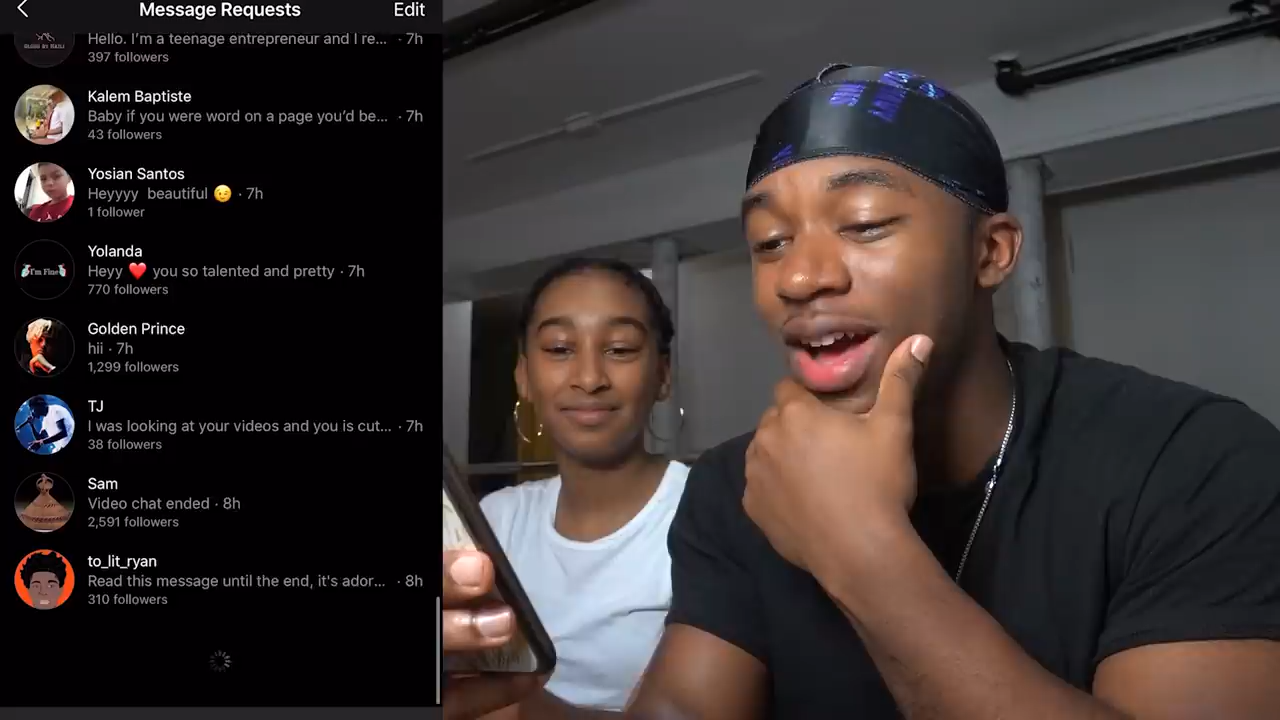 Message Requests
Edit
Hello. I'm a teenage entrepreneur and I re... · 7h
397 followers
Kalem Baptiste
Baby if you were word on a page you'd be... · 7h
43 followers
Yosian Santos
Heyyyy beautiful 😉 · 7h
1 follower
Yolanda
I'm Fine
Heyy ❤️ you so talented and pretty · 7h
770 followers
Golden Prince
hii · 7h
1,299 followers
TJ
I was looking at your videos and you is cut... · 7h
38 followers
Sam
Video chat ended · 8h
2,591 followers
to_lit_ryan
Read this message until the end, it's ador... · 8h
310 followers